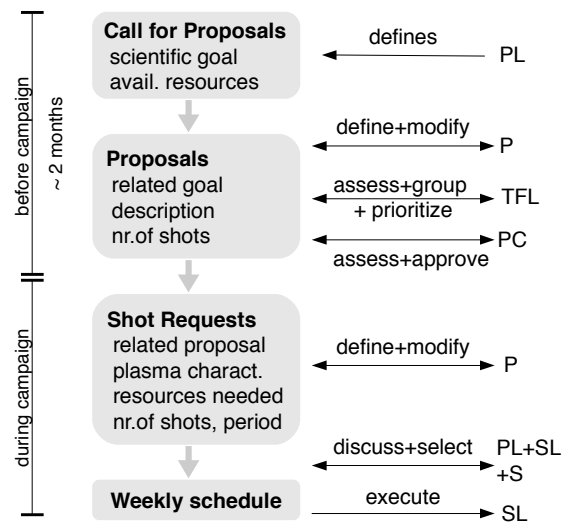 Call for Proposals
scientific goal
avail. resources
defines
PL
Proposals
related goal
description
nr.of shots
define+modify
P
assess+group
+ prioritize
TFL
PC
assess+approve
Shot Requests
related proposal
plasma charact.
resources needed
nr.of shots, period
define+modify
P
discuss+select
PL+SL
+S
Weekly schedule
execute
SL
before campaign
~ 2 months
during campaign